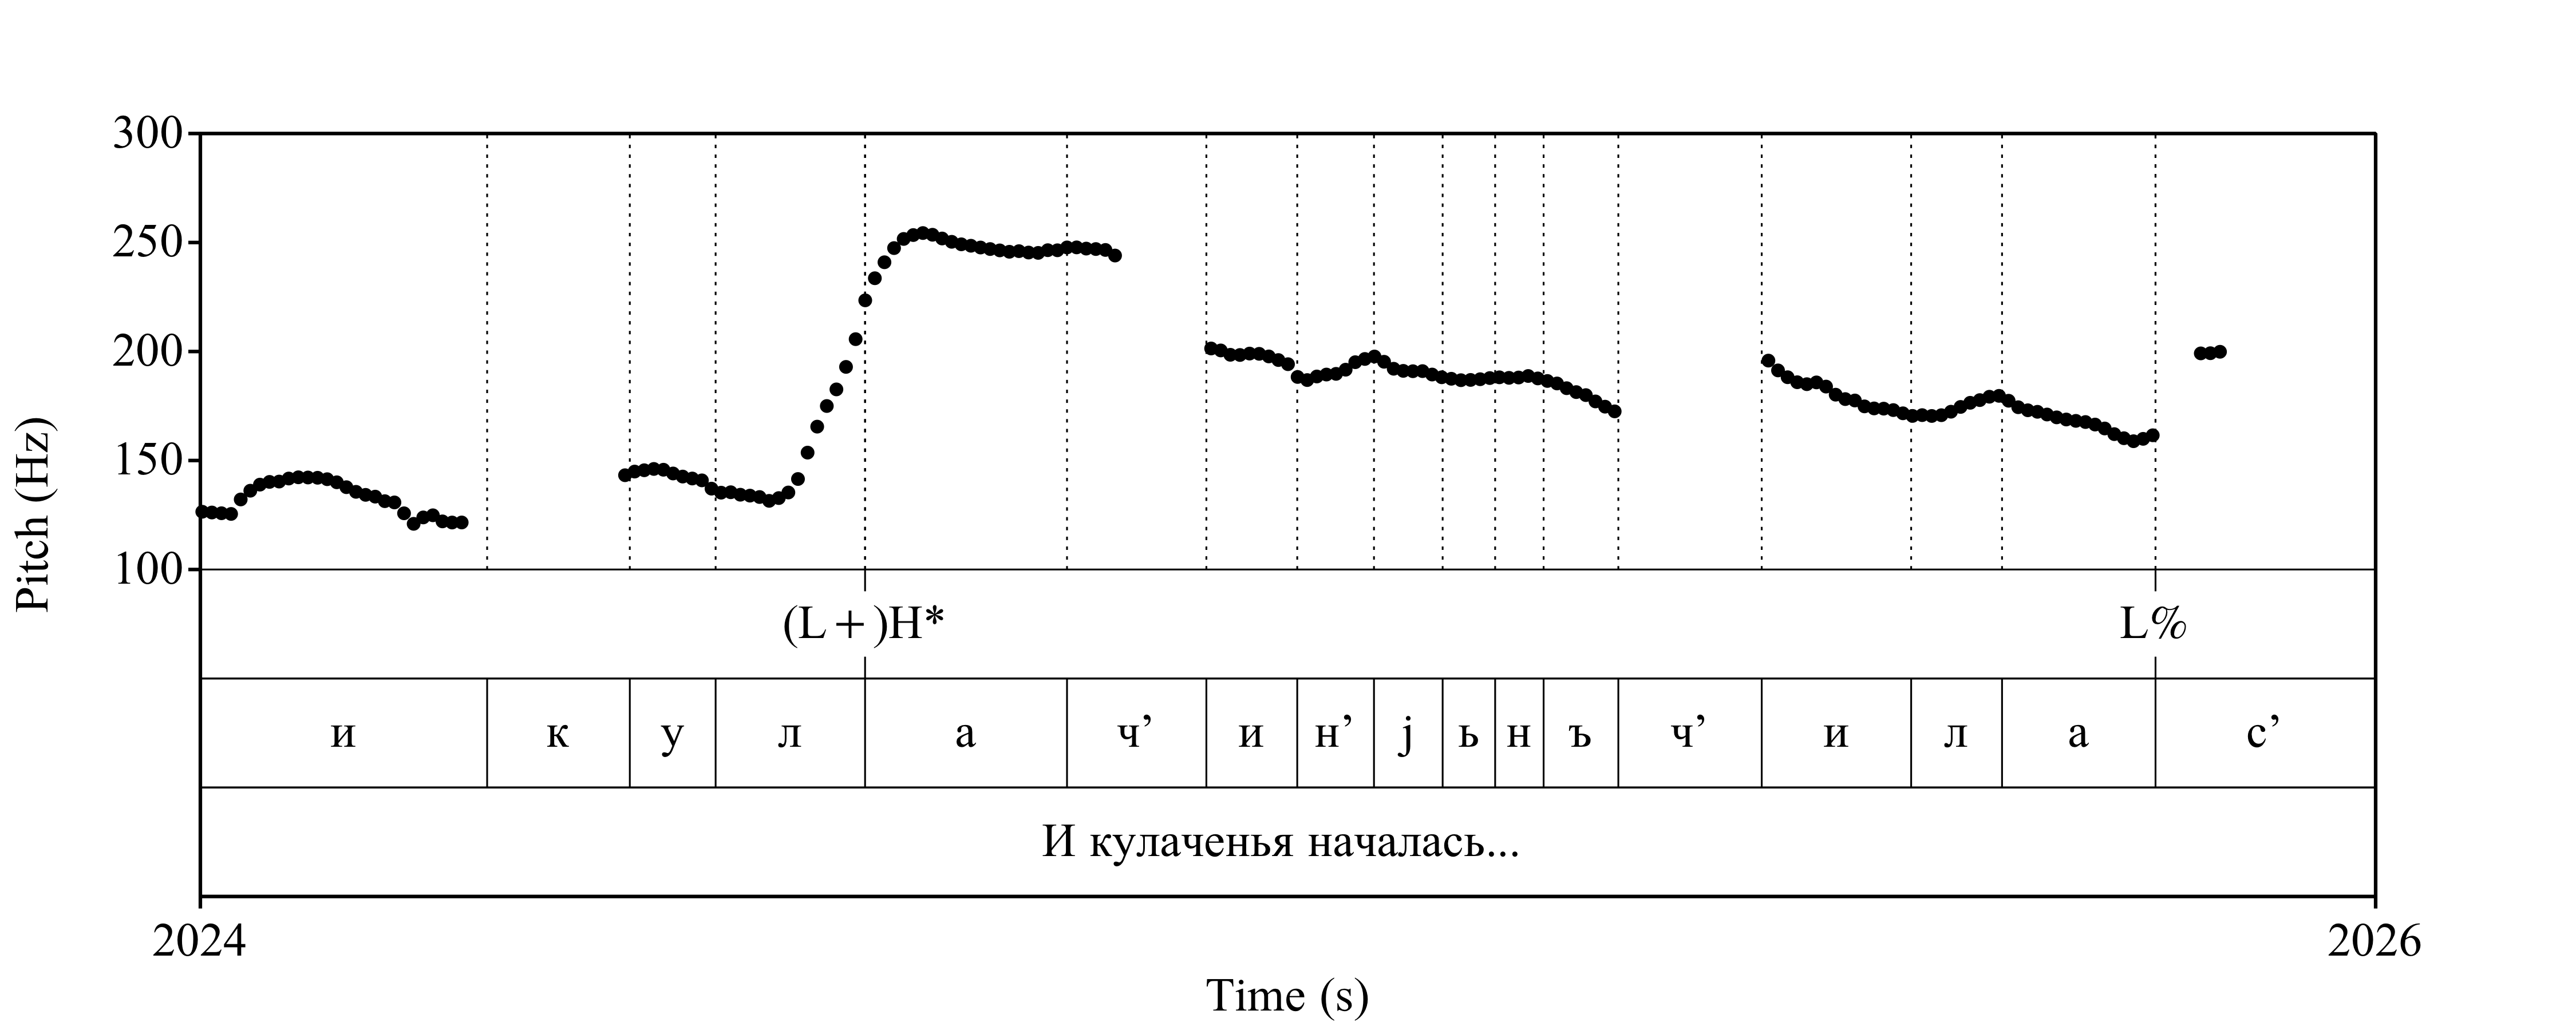 300
250
200
150
100
Pitch (Hz)
(L+)H* L%
и к у л а ч’ и н’ j ь н ъ ч’ и л а с’
И кулаченья началась...
2024 2026
Time (s)